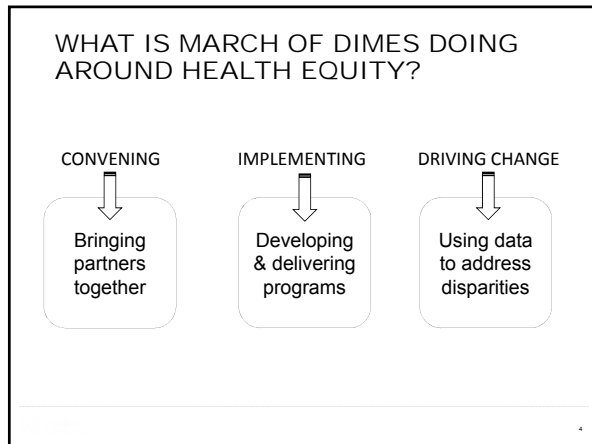 WHAT IS MARCH OF DIMES DOING
AROUND HEALTH EQUITY?
CONVENING
Bringing
partners
together
IMPLEMENTING
Developing
& delivering
programs
DRIVING CHANGE
Using data
to address
disparities
4